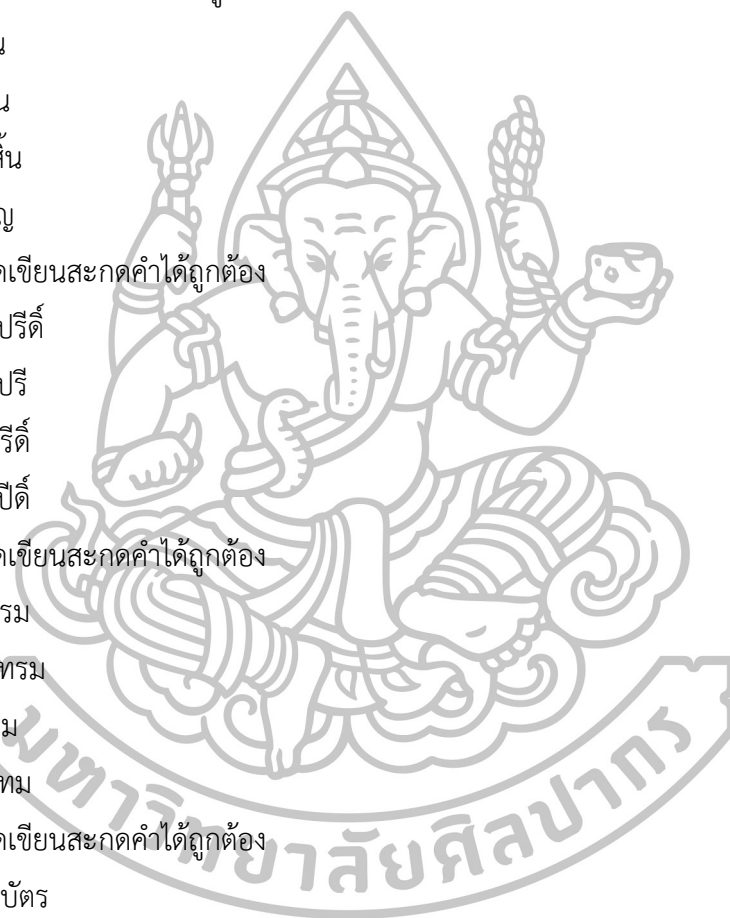 น
น
สิ้น
ญ
ดเขียนสะกดคำได้ถูกต้อง
ปรีดิ์
ปรี
รีดิ์
ปีดิ์
ดเขียนสะกดคำได้ถูกต้อง
รม
ทรม
ม
ทม
ดเขียนสะกดคำได้ถูกต้อง
บัตร
มหาวิทยาลัยศิลปากร